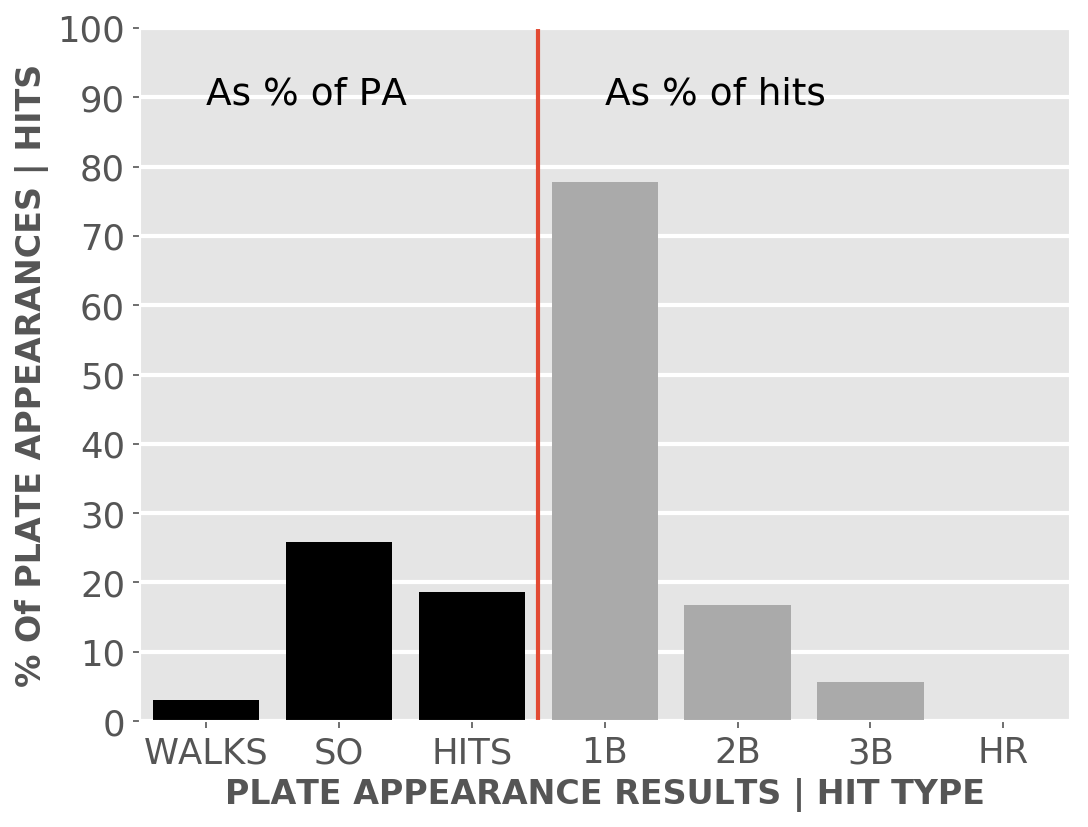 % Of PLATE APPEARANCES | HITS
100
90
80
70
60
50
40
30
20
10
0
As % of PA
As % of hits
WALKS SO HITS 1B 2B 3B HR
PLATE APPEARANCE RESULTS | HIT TYPE